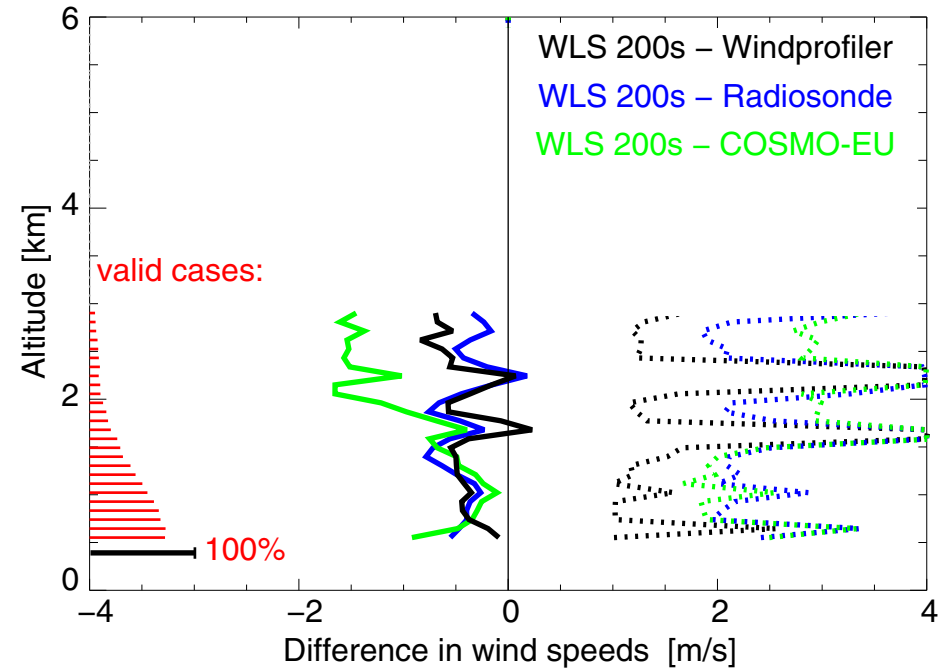 6
WLS 200s − Windprofiler
WLS 200s − Radiosonde
WLS 200s − COSMO-EU
4
Altitude [km]
valid cases:
2
100%
0
−4 −2 0 2 4
Difference in wind speeds [m/s]